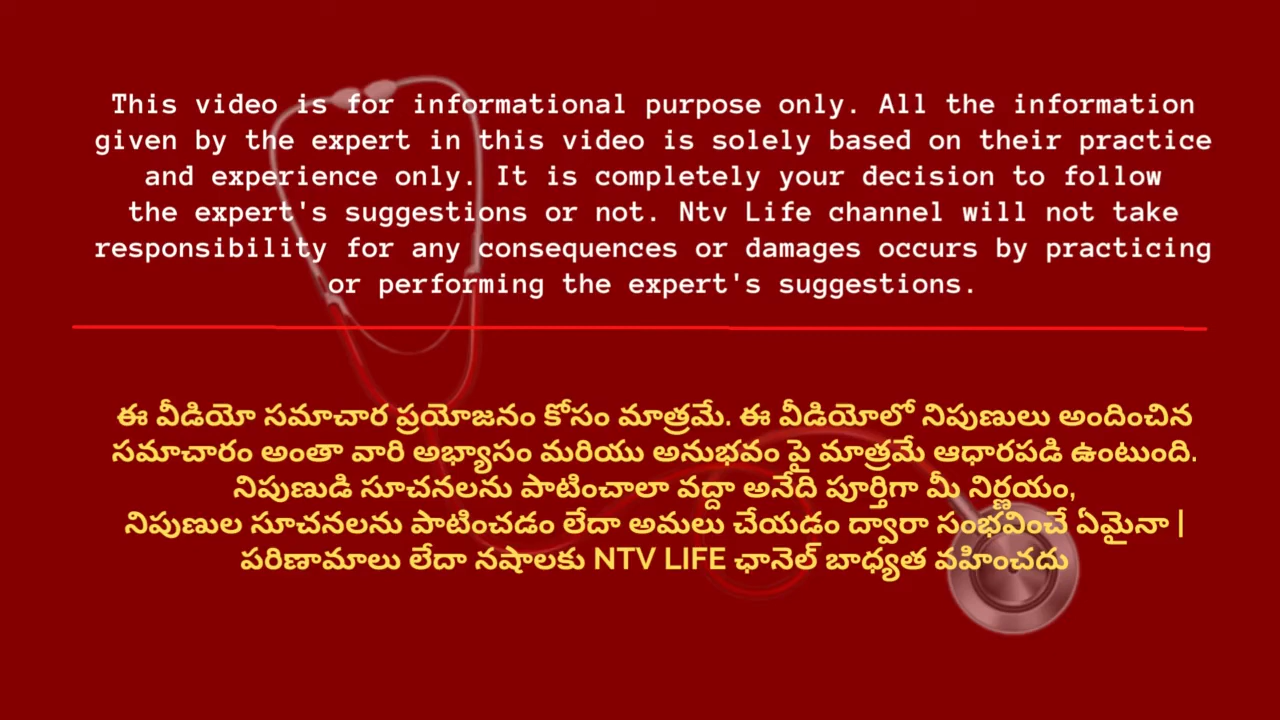 This video is for informational purpose only. All the information
given by the expert in this video is solely based on their practice
and experience only. It is completely your decision to follow
the expert's suggestions or not. Ntv Life channel will not take
responsibility for any consequences or damages occurs by practicing
or performing the expert's suggestions.
ఈ వీడియో సమాచార ప్రయోజనం కోసం మాత్రమే. ఈ వీడియోలో నిపుణులు అందించిన
సమాచారం అంతా వారి అభ్యాసం మరియు అనుభవం పై మాత్రమే ఆధారపడి ఉంటుంది.
నిపుణుడి సూచనలను పాటించాలా వద్దా అనేది పూర్తిగా మీ నిర్ణయం,
నిపుణుల సూచనలను పాటించడం లేదా అమలు చేయడం ద్వారా సంభవించే ఏమైనా |
పరిణామాలు లేదా నషాలకు NTV LIFE ఛానెల్ బాధ్యత వహించదు